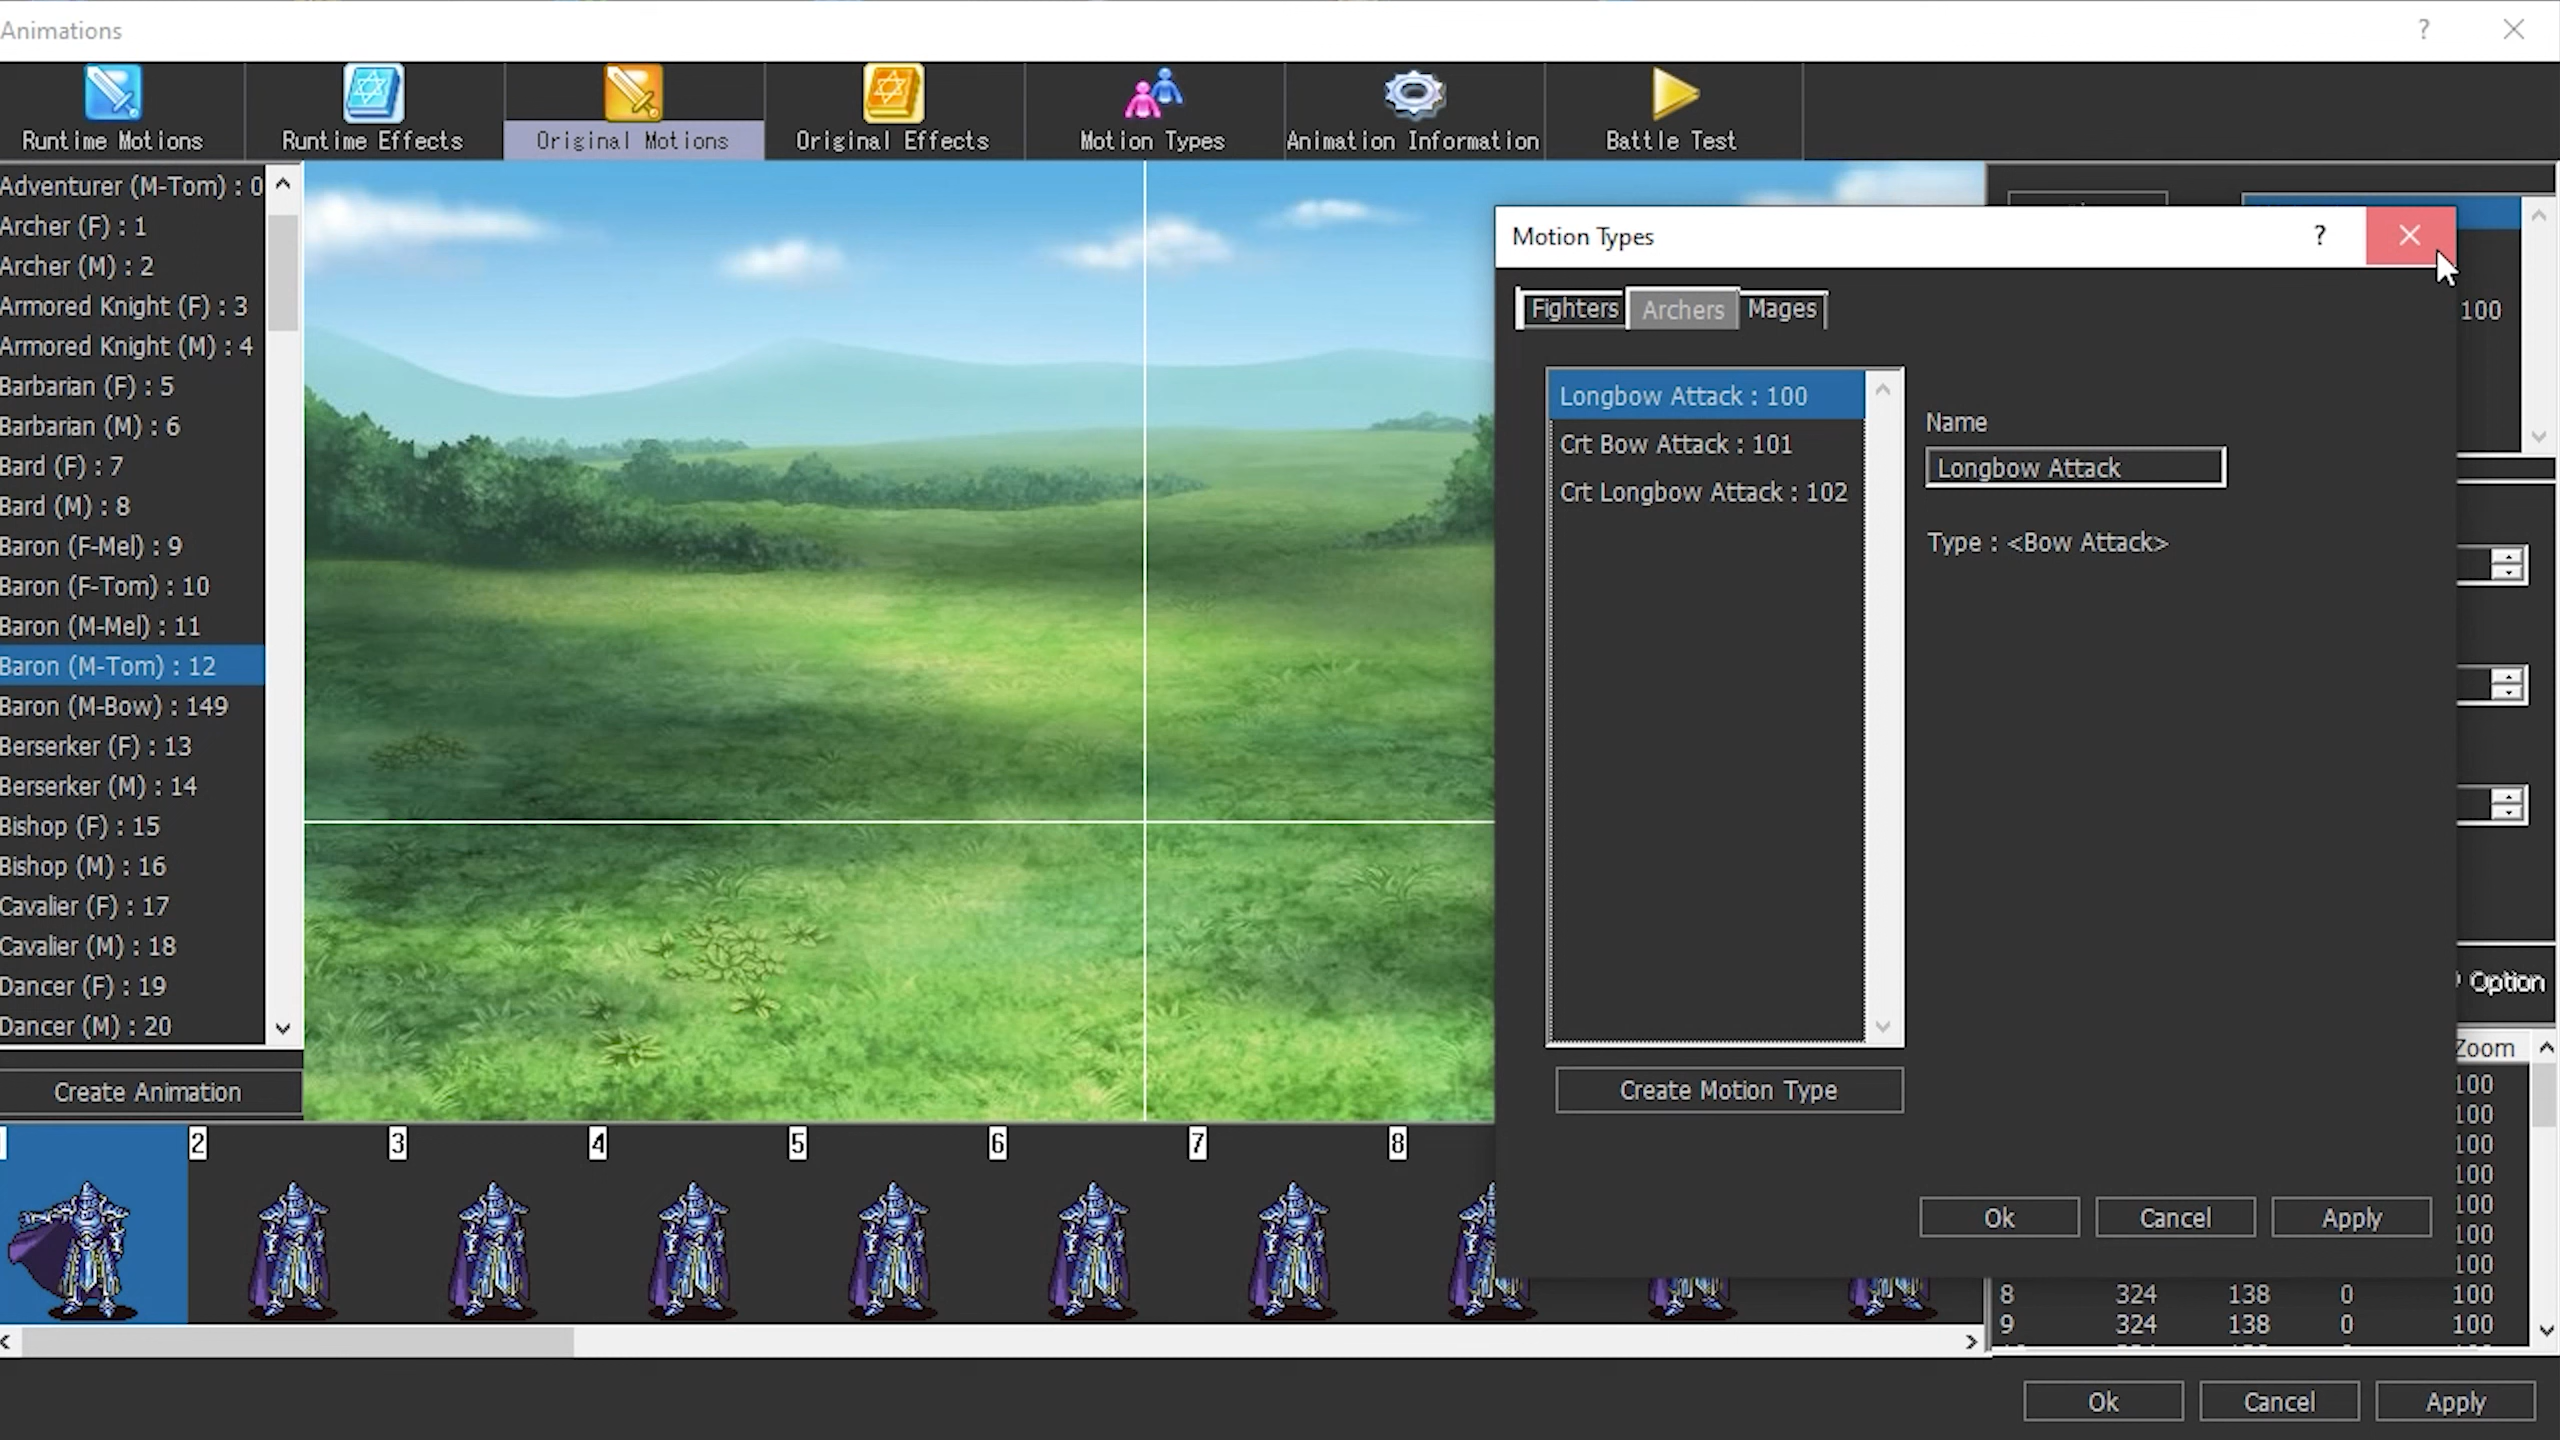 Animations
?
Runtime Motions
Runtime Effects
Original Motions
Original Effects
Motion Types
Animation Information
Battle Test
Adventurer (M-Tom) : 0
Archer (F) : 1
Archer (M) : 2
Armored Knight (F) : 3
Armored Knight (M) : 4
Barbarian (F) : 5
Barbarian (M) : 6
Bard (F) : 7
Bard (M) : 8
Baron (F-Mel) : 9
Baron (F-Tom) : 10
Baron (M-Mel) : 11
Baron (M-Tom) : 12
Baron (M-Bow) : 149
Berserker (F) : 13
Berserker (M) : 14
Bishop (F) : 15
Bishop (M) : 16
Cavalier (F) : 17
Cavalier (M) : 18
Dancer (F) : 19
Dancer (M) : 20
Create Animation
Motion Types
?
Fighters
Archers
Mages
Longbow Attack : 100
Crt Bow Attack : 101
Crt Longbow Attack : 102
Name
Longbow Attack
Type : <Bow Attack>
Create Motion Type
Ok
Cancel
Apply
100
Option
Zoom
100
100
100
100
100
100
100
8 324 138 0 100
9 324 138 0 100
2
3
4
5
6
7
8
Ok
Cancel
Apply